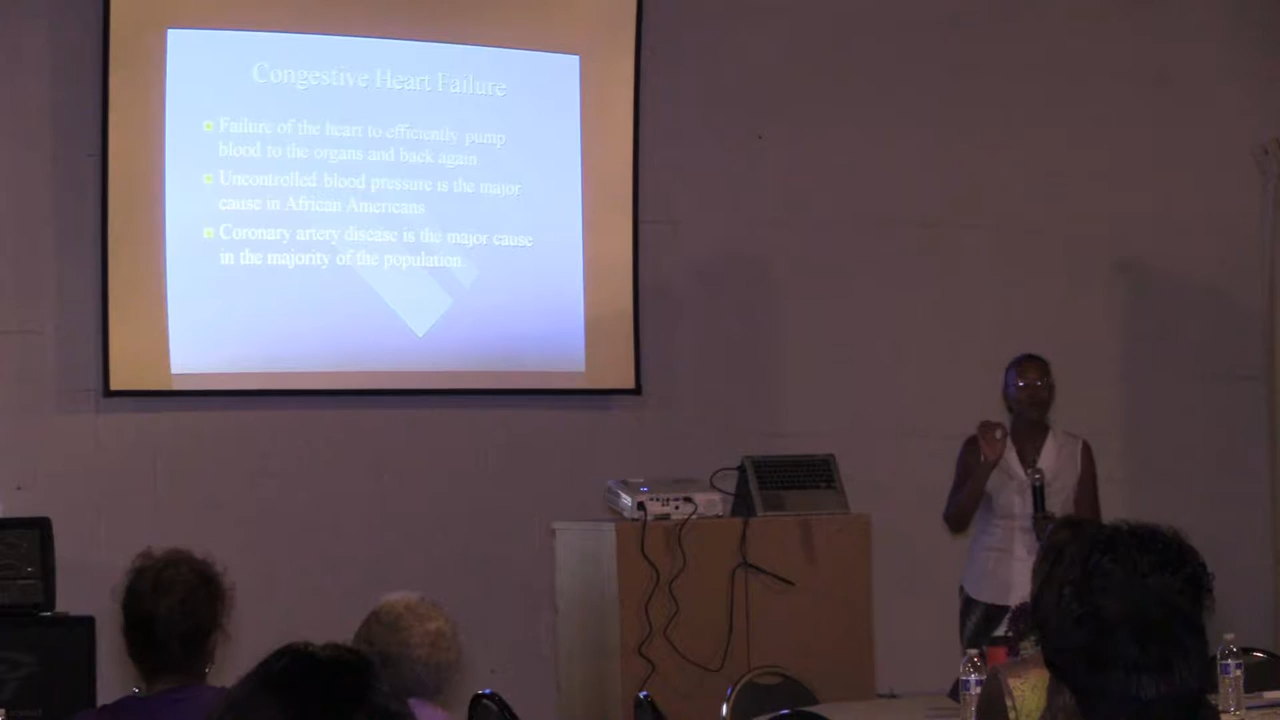 Congestive Heart Failure
Failure of the heart to efficiently pump
blood to the organs and back again
Uncontrolled blood pressure is the major
cause in African Americans
Coronary artery disease is the major cause
in the majority of the population.